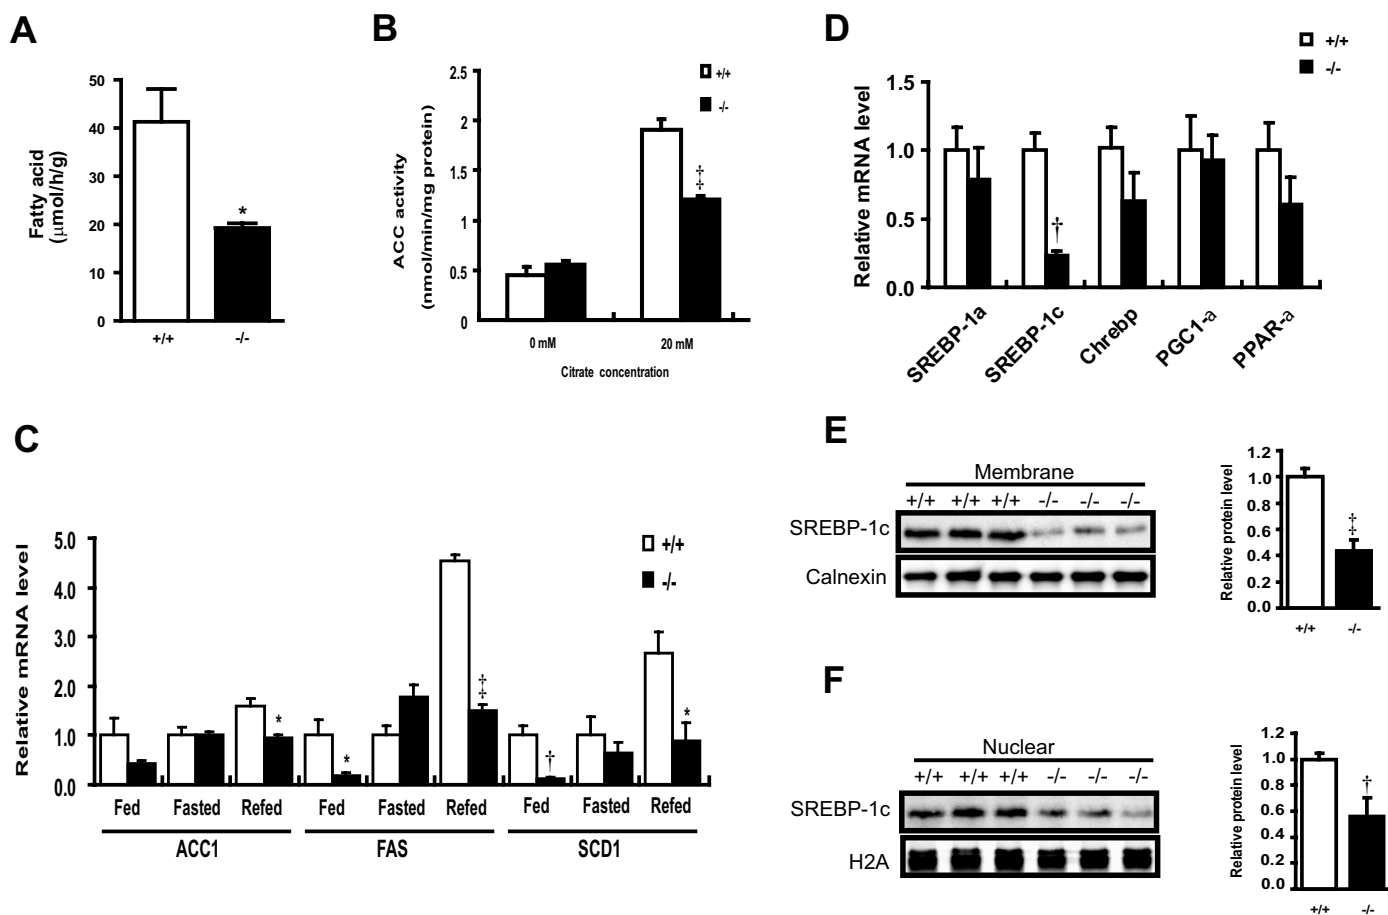 A
Fatty acid
(µmol/h/g)
50
40
30
20
10
0
*
+/+
-/-
B
ACC activity
(nmol/min/mg protein)
2.5
2
1.5
1
0.5
0
+/+
-/-
‡
0 mM
20 mM
Citrate concentration
C
Relative mRNA level
5.0
4.0
3.0
2.0
1.0
0.0
+/+
-/-
*
*
‡
†
*
Fed Fasted Refed Fed Fasted Refed Fed Fasted Refed
ACC1 FAS SCD1
D
+/+
-/-
Relative mRNA level
1.5
1.0
0.5
0.0
†
SREBP-1a
SREBP-1c
Chrebp
PGC1-a
PPAR-a
E
Membrane
+/+ +/+ +/+ -/- -/- -/-
SREBP-1c
Calnexin
Relative protein level
1.2
1.0
0.8
0.6
0.4
0.2
0.0
‡
+/+
-/-
F
Nuclear
+/+ +/+ +/+ -/- -/- -/-
SREBP-1c
H2A
Relative protein level
1.2
1.0
0.8
0.6
0.4
0.2
0.0
†
+/+
-/-